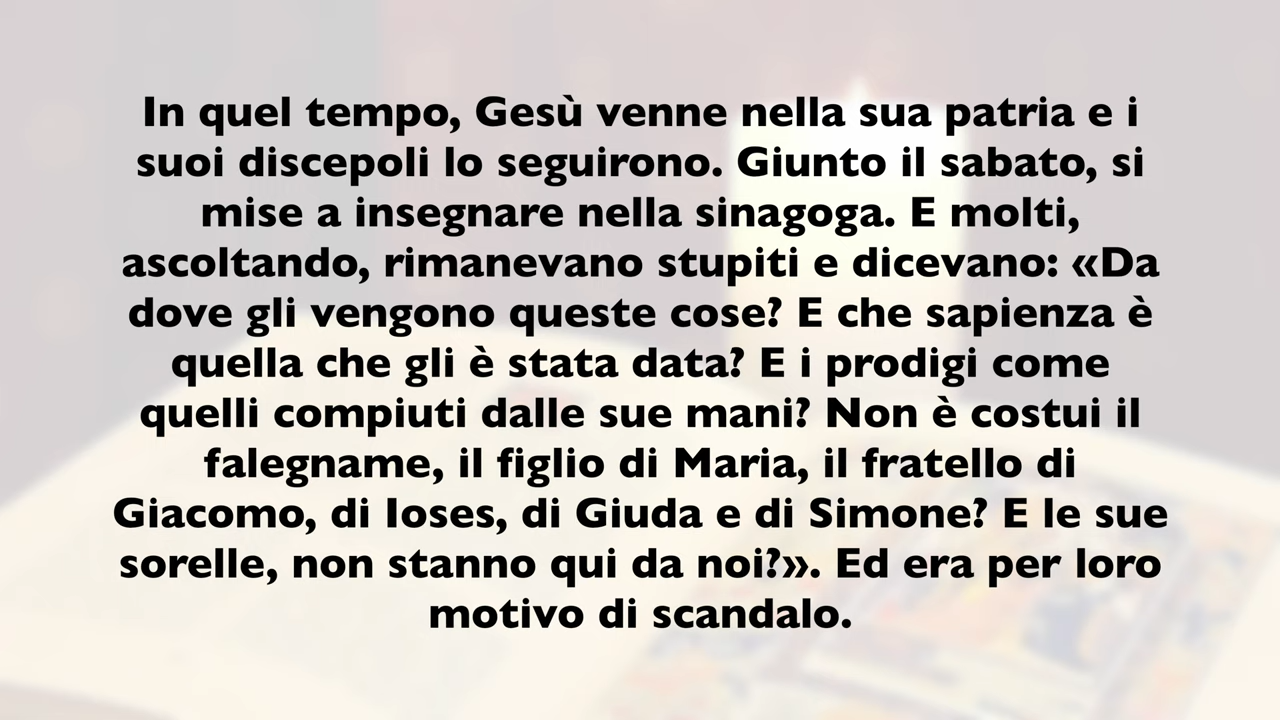 In quel tempo, Gesù venne nella sua patria e i
suoi discepoli lo seguirono. Giunto il sabato, si
mise a insegnare nella sinagoga. E molti,
ascoltando, rimanevano stupiti e dicevano: «Da
dove gli vengono queste cose? E che sapienza è
quella che gli è stata data? E i prodigi come
quelli compiuti dalle sue mani? Non è costui il
falegname, il figlio di Maria, il fratello di
Giacomo, di Ioses, di Giuda e di Simone? E le sue
sorelle, non stanno qui da noi?». Ed era per loro
motivo di scandalo.